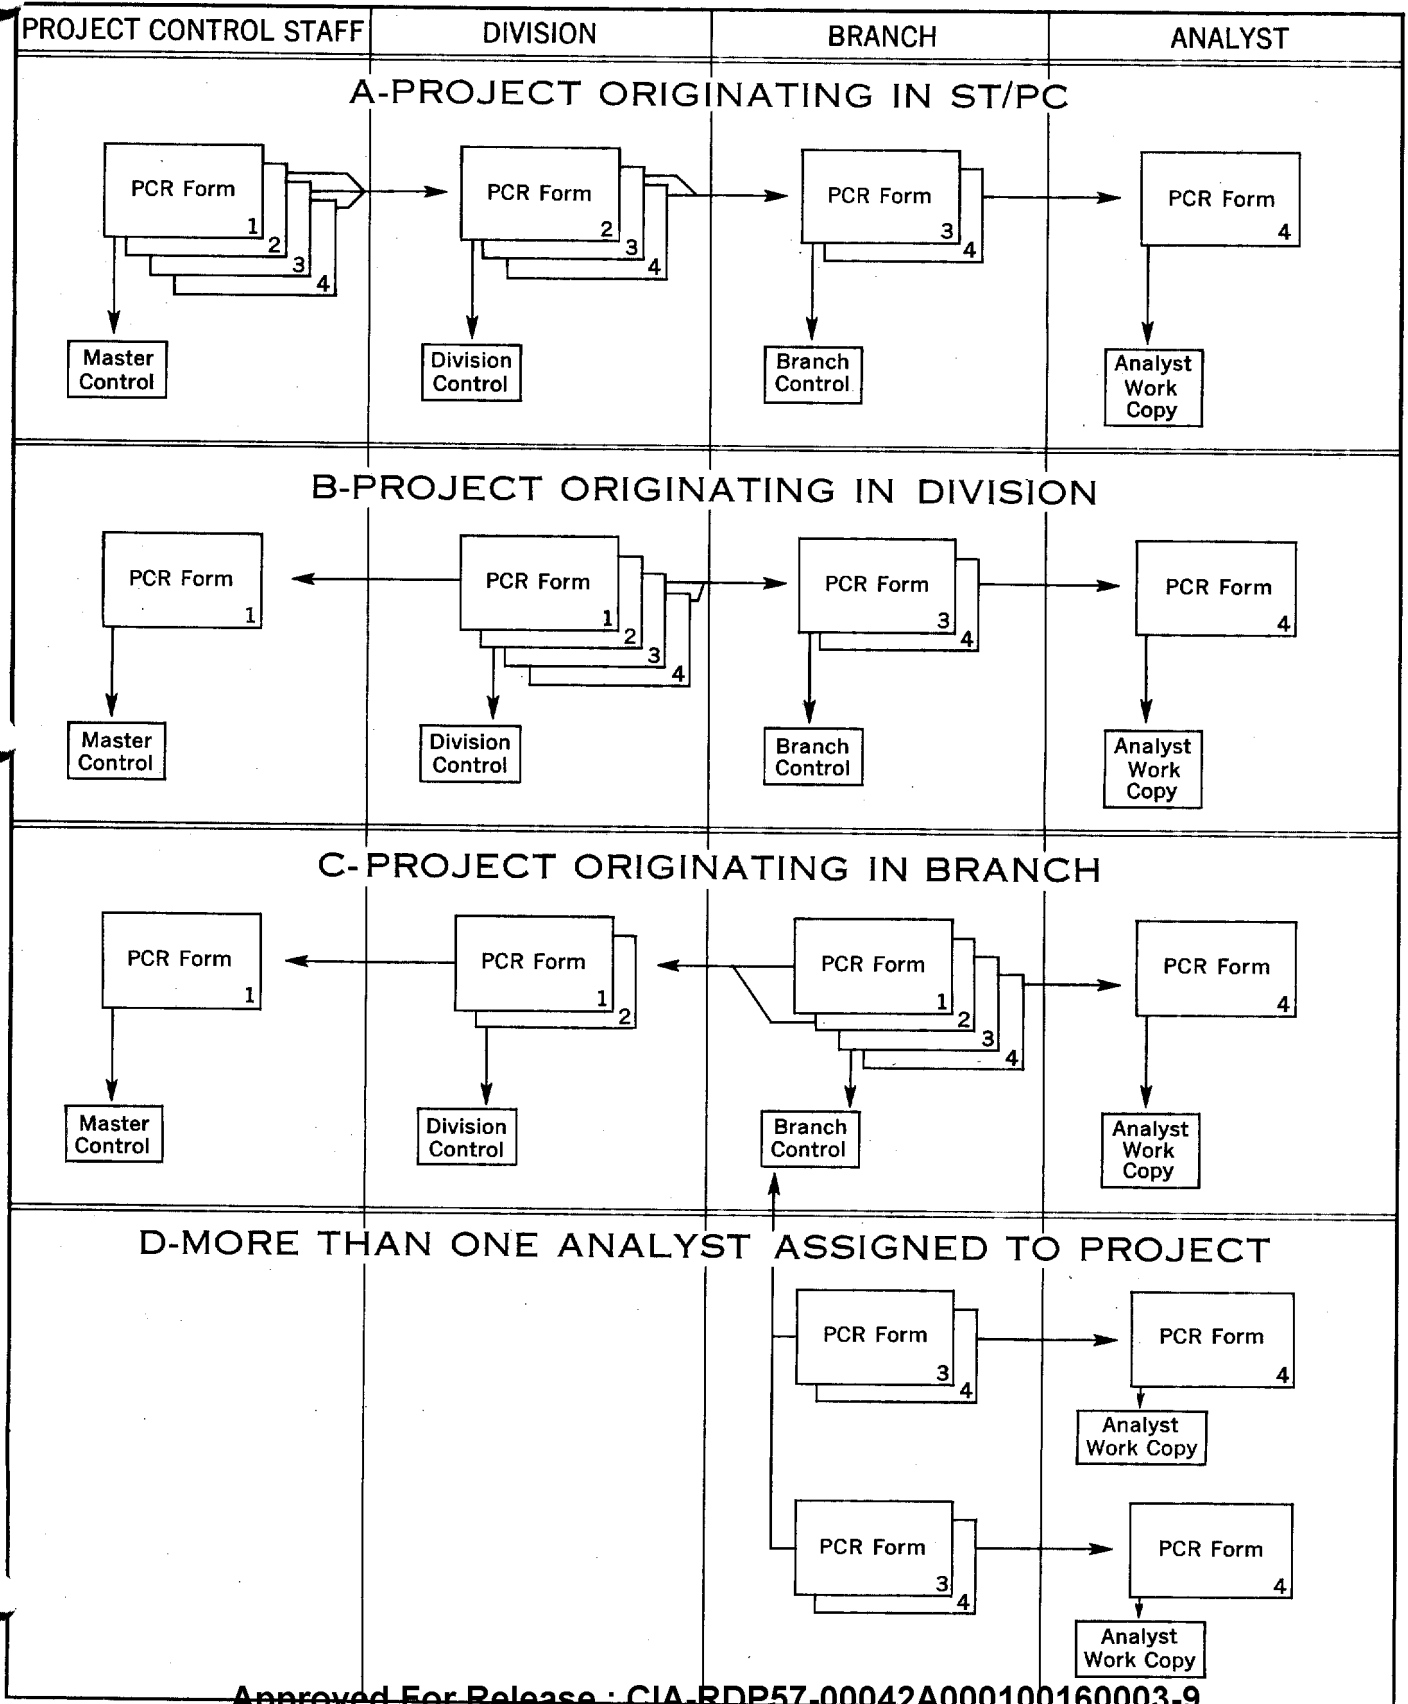 PROJECT CONTROL STAFF
DIVISION
BRANCH
ANALYST
A-PROJECT ORIGINATING IN ST/PC
PCR Form
1
2
3
4
PCR Form
2
3
4
PCR Form
3
4
PCR Form
4
Master
Control
Division
Control
Branch
Control
Analyst
Work
Copy
B-PROJECT ORIGINATING IN DIVISION
PCR Form
1
PCR Form
1
2
3
4
PCR Form
3
4
PCR Form
4
Master
Control
Division
Control
Branch
Control
Analyst
Work
Copy
C-PROJECT ORIGINATING IN BRANCH
PCR Form
1
PCR Form
1
2
PCR Form
1
2
3
4
PCR Form
4
Master
Control
Division
Control
Branch
Control
Analyst
Work
Copy
D-MORE THAN ONE ANALYST ASSIGNED TO PROJECT
PCR Form
3
4
PCR Form
4
Analyst
Work Copy
PCR Form
3
4
PCR Form
4
Analyst
Work Copy
Approved For Release : CIA-RDP57-00042A000100160003-9